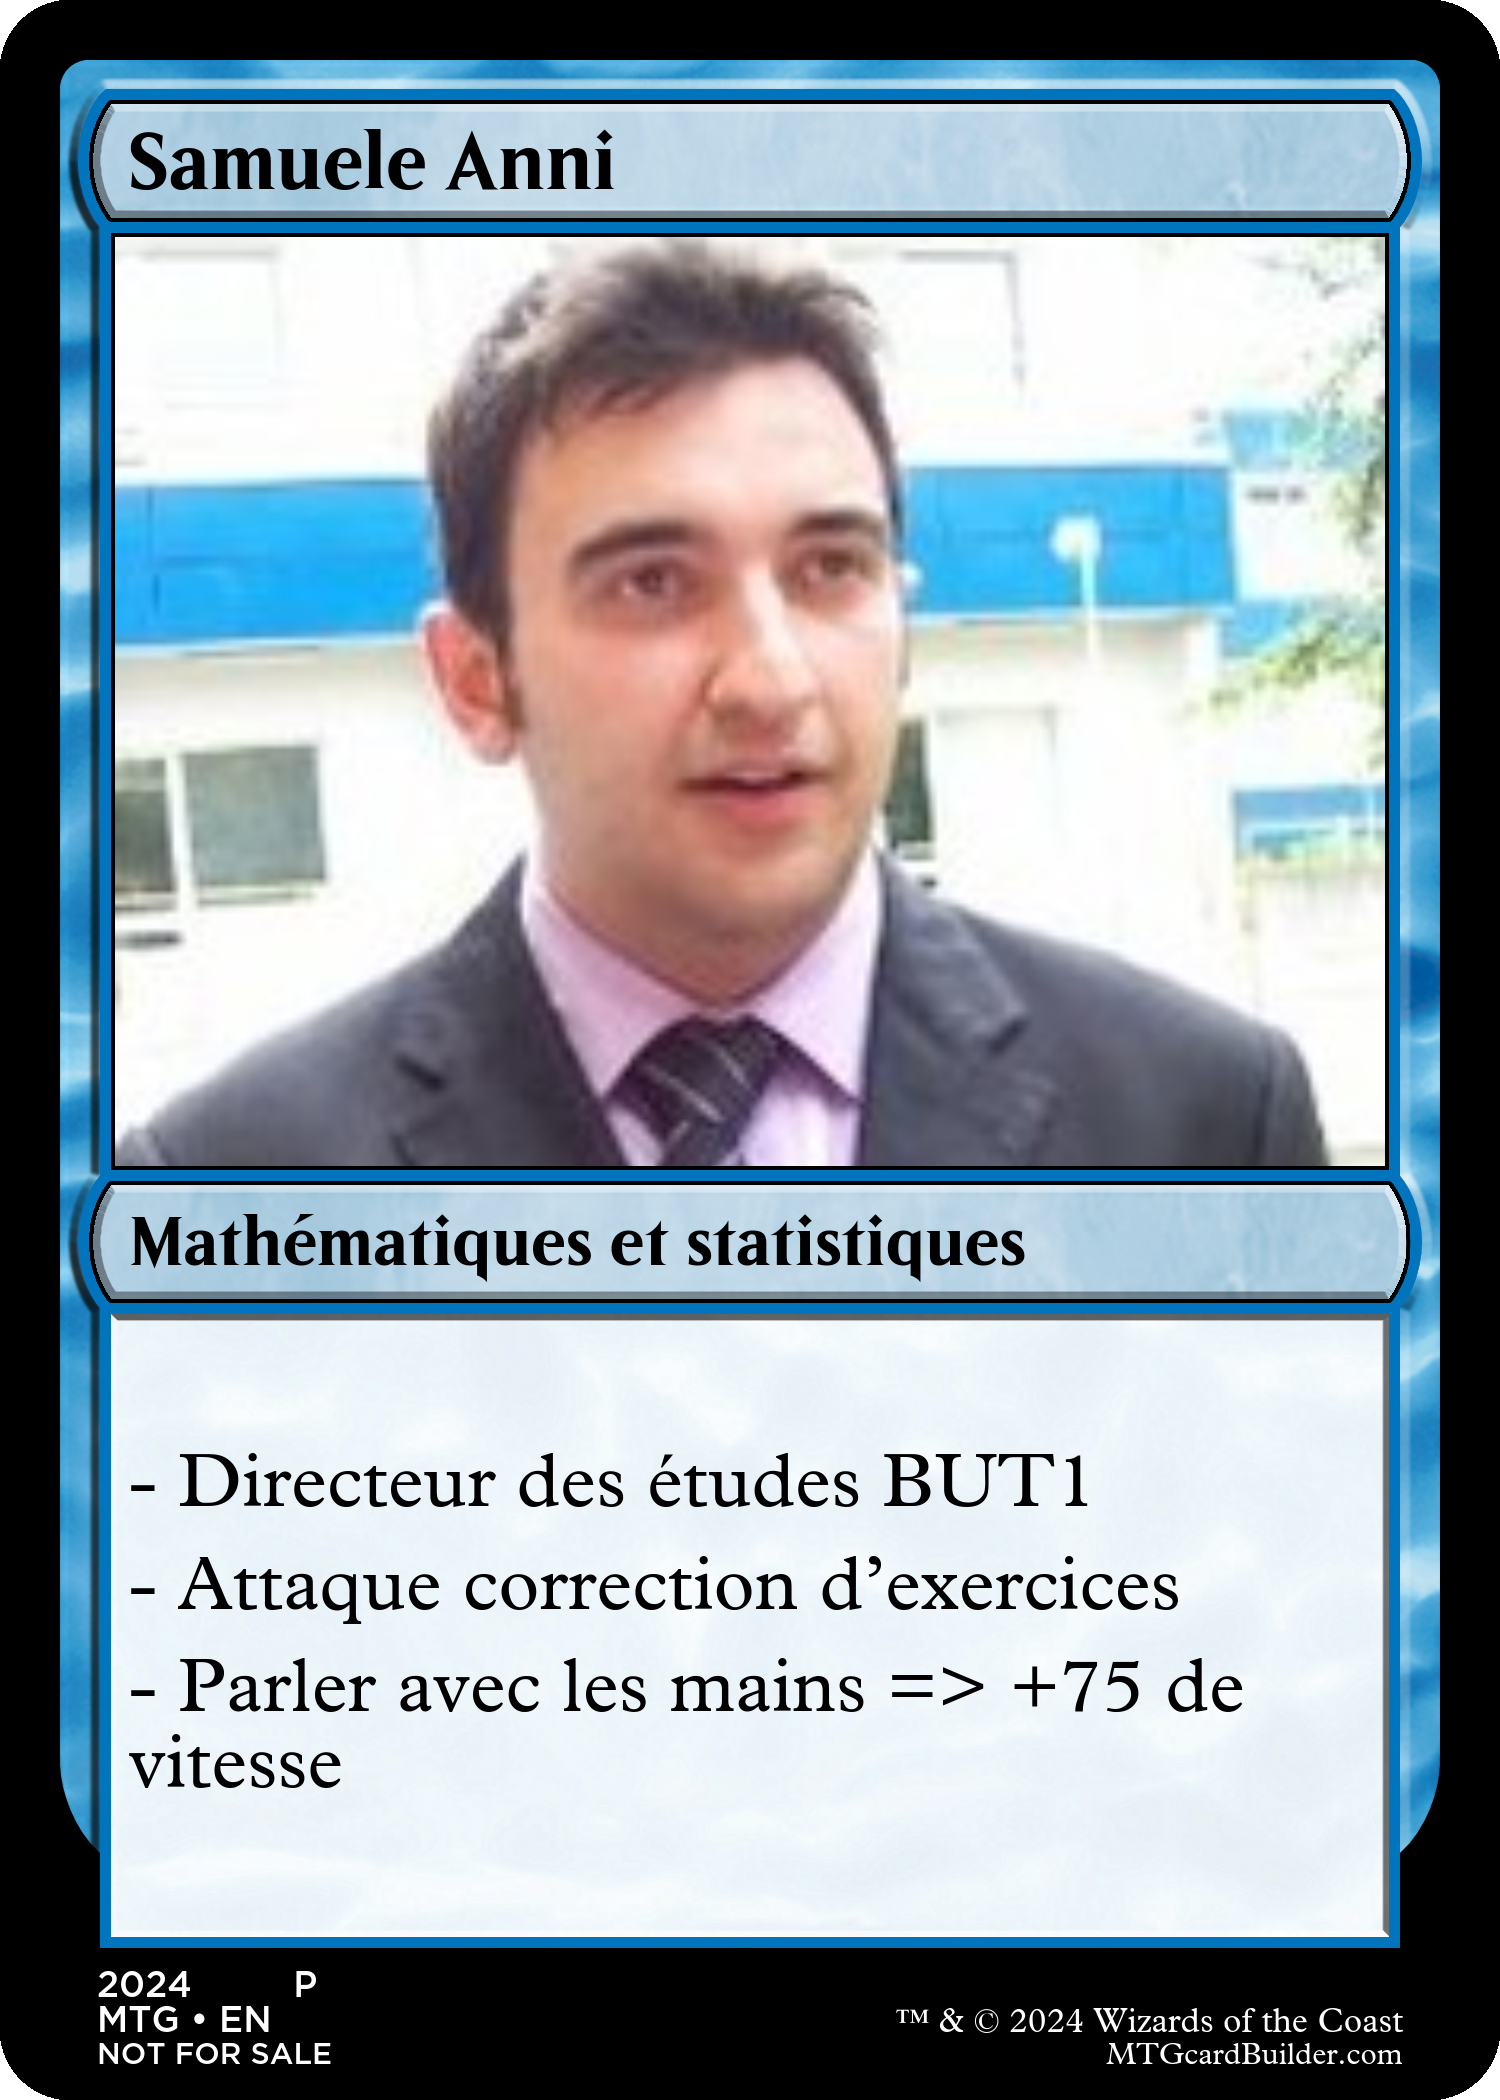 Samuele Anni
Mathématiques et statistiques
- Directeur des études BUT1
- Attaque correction d’exercices
- Parler avec les mains => +75 de
vitesse
2024 P
MTG • EN
NOT FOR SALE
™ & © 2024 Wizards of the Coast
MTGcardBuilder.com